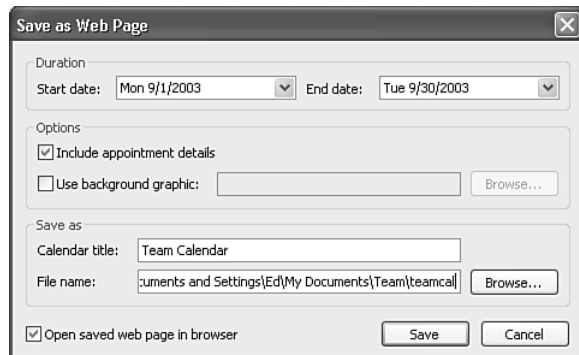 Save as Web Page
Duration
Start date: Mon 9/1/2003 End date: Tue 9/30/2003
Options
Include appointment details
Use background graphic: Browse...
Save as
Calendar title: Team Calendar
File name: :uments and Settings\Ed\My Documents\Team\teamcal Browse...
Open saved web page in browser Save Cancel